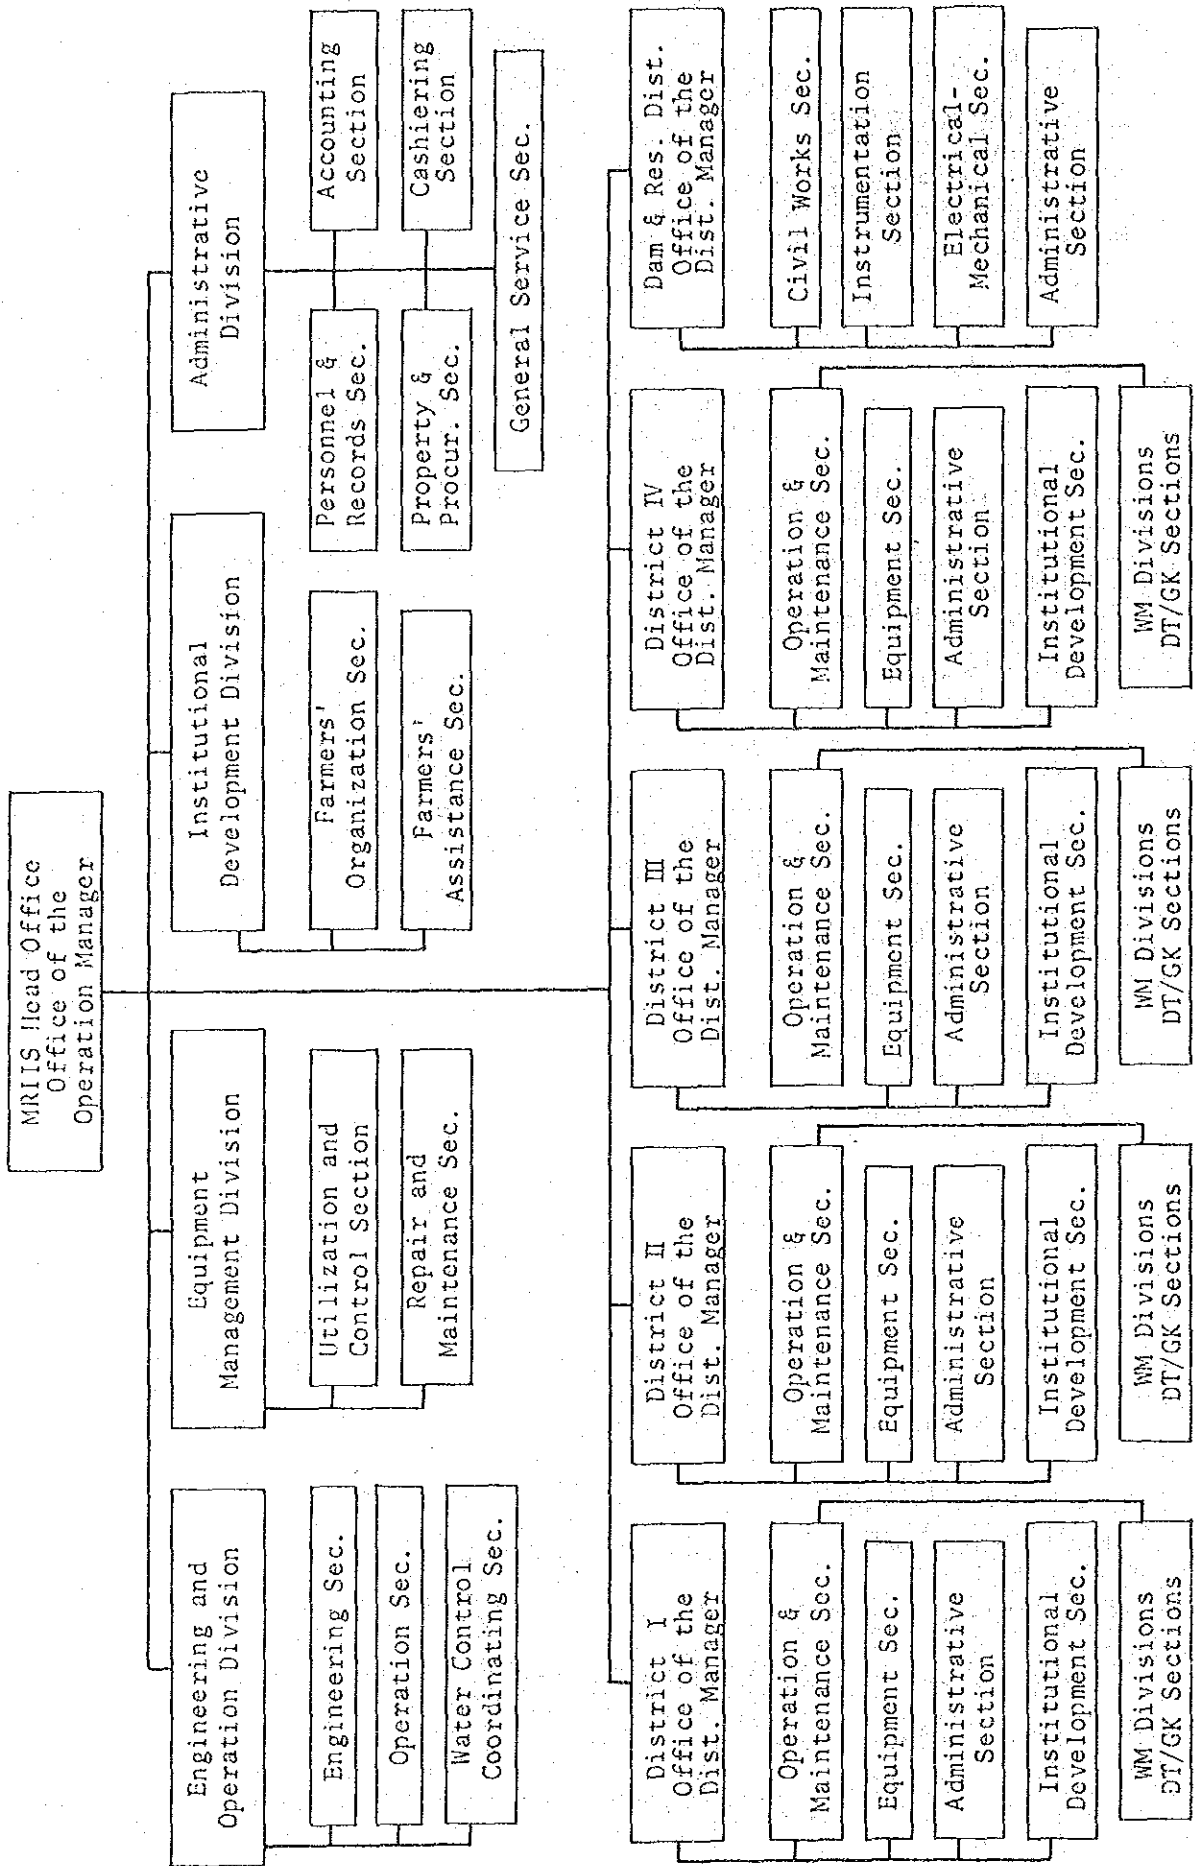 MRIIS Head Office
Office of the
Operation Manager
Engineering and
Operation Division
Engineering Sec.
Operation Sec.
Water Control
Coordinating Sec.
Equipment
Management Division
Utilization and
Control Section
Repair and
Maintenance Sec.
Institutional
Development Division
Farmers'
Organization Sec.
Farmers'
Assistance Sec.
Administrative
Division
Personnel &
Records Sec.
Accounting
Section
Property &
Procur. Sec.
Cashiering
Section
General Service Sec.
District I
Office of the
Dist. Manager
Operation &
Maintenance Sec.
Equipment Sec.
Administrative
Section
Institutional
Development Sec.
WM Divisions
DT/GK Sections
District II
Office of the
Dist. Manager
Operation &
Maintenance Sec.
Equipment Sec.
Administrative
Section
Institutional
Development Sec.
WM Divisions
DT/GK Sections
District III
Office of the
Dist. Manager
Operation &
Maintenance Sec.
Equipment Sec.
Administrative
Section
Institutional
Development Sec.
WM Divisions
DT/GK Sections
District IV
Office of the
Dist. Manager
Operation &
Maintenance Sec.
Equipment Sec.
Administrative
Section
Institutional
Development Sec.
WM Divisions
DT/GK Sections
Dam & Res. Dist.
Office of the
Dist. Manager
Civil Works Sec.
Instrumentation
Section
Electrical-
Mechanical Sec.
Administrative
Section